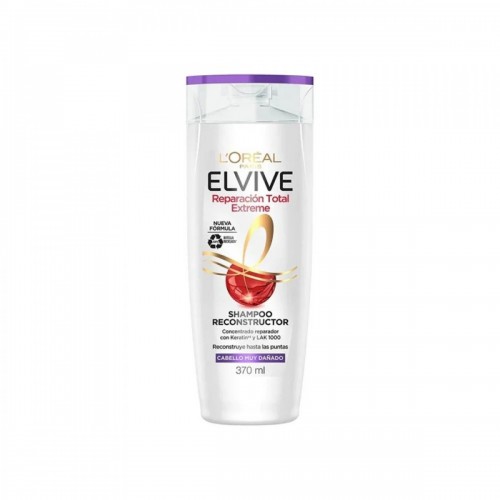 L'ORÉAL
PARIS
ELVIVE
Reparación Total
Extreme
NUEVA
FÓRMULA
SHAMPOO
RECONSTRUCTOR
Concentrado reparador
con Keratin** y LAK 1000
Reconstruye hasta las puntas
CABELLO MUY DAÑADO
370 ml